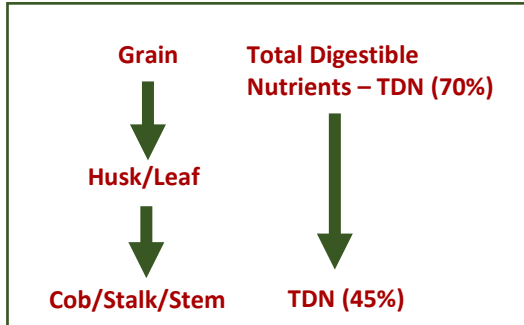 Grain
Total Digestible
Nutrients – TDN (70%)
Husk/Leaf
Cob/Stalk/Stem
TDN (45%)